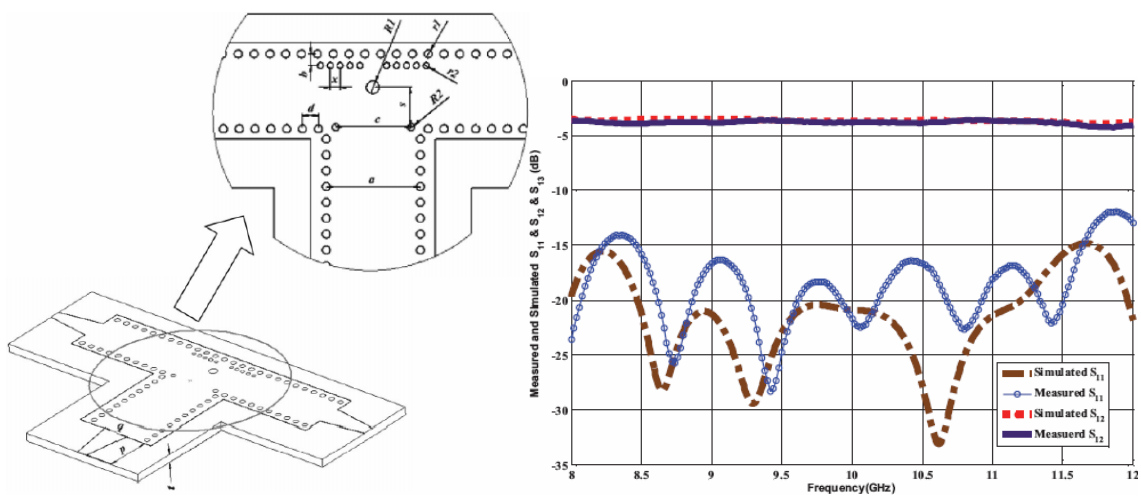 R1
r1
b
x
r2
s
R2
d
c
a
q
p
Measured and Simulated S11 & S12 & S13 (dB)
0
-5
-10
-15
-20
-25
-30
-35
8
8.5
9
9.5
10
10.5
11
11.5
12
Frequency(GHz)
Simulated S11
Measured S11
Simulated S12
Measuerd S12